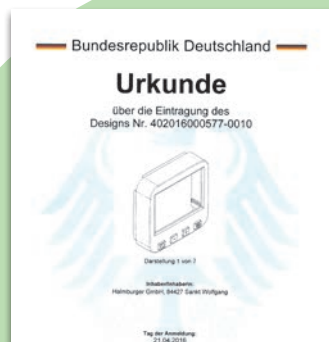 Bundesrepublik Deutschland
Urkunde
über die Eintragung des
Designs Nr. 402016000577-0010
Darstellung 1 von 7
Inhaber/Inhaberin:
Halmburger GmbH, 84427 Sankt Wolfgang
Tag der Anmeldung:
21.04.2016